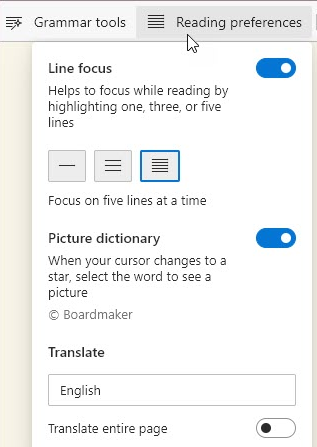 Grammar tools Reading preferences
Line focus
Helps to focus while reading by
highlighting one, three, or five
lines
Focus on five lines at a time
Picture dictionary
When your cursor changes to a
star, select the word to see a
picture
© Boardmaker
Translate
English
Translate entire page